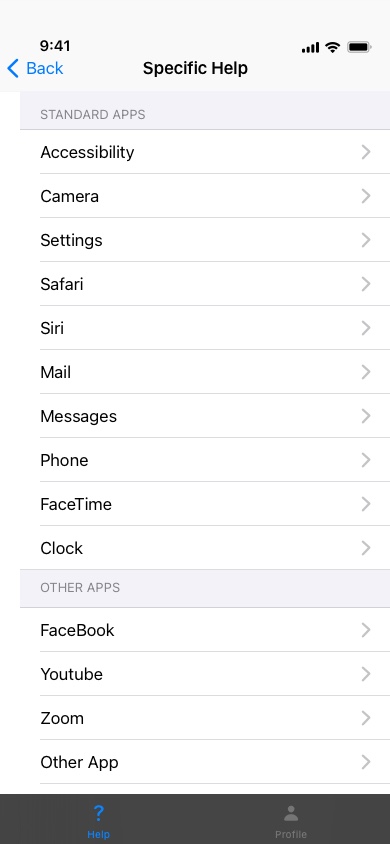 9:41
Back
Specific Help
STANDARD APPS
Accessibility
Camera
Settings
Safari
Siri
Mail
Messages
Phone
FaceTime
Clock
OTHER APPS
FaceBook
Youtube
Zoom
Other App
?
Help
Profile